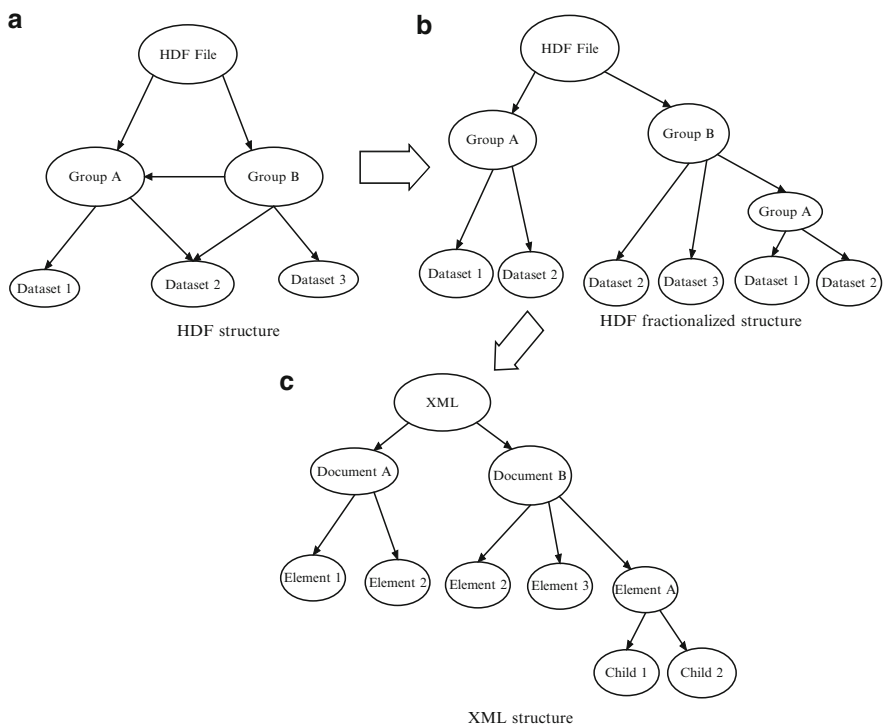 a
HDF File
Group A
Group B
Dataset 1
Dataset 2
Dataset 3
HDF structure
b
HDF File
Group A
Group B
Group A
Dataset 1
Dataset 2
Dataset 2
Dataset 3
Dataset 1
Dataset 2
HDF fractionalized structure
c
XML
Document A
Document B
Element 1
Element 2
Element 2
Element 3
Element A
Child 1
Child 2
XML structure